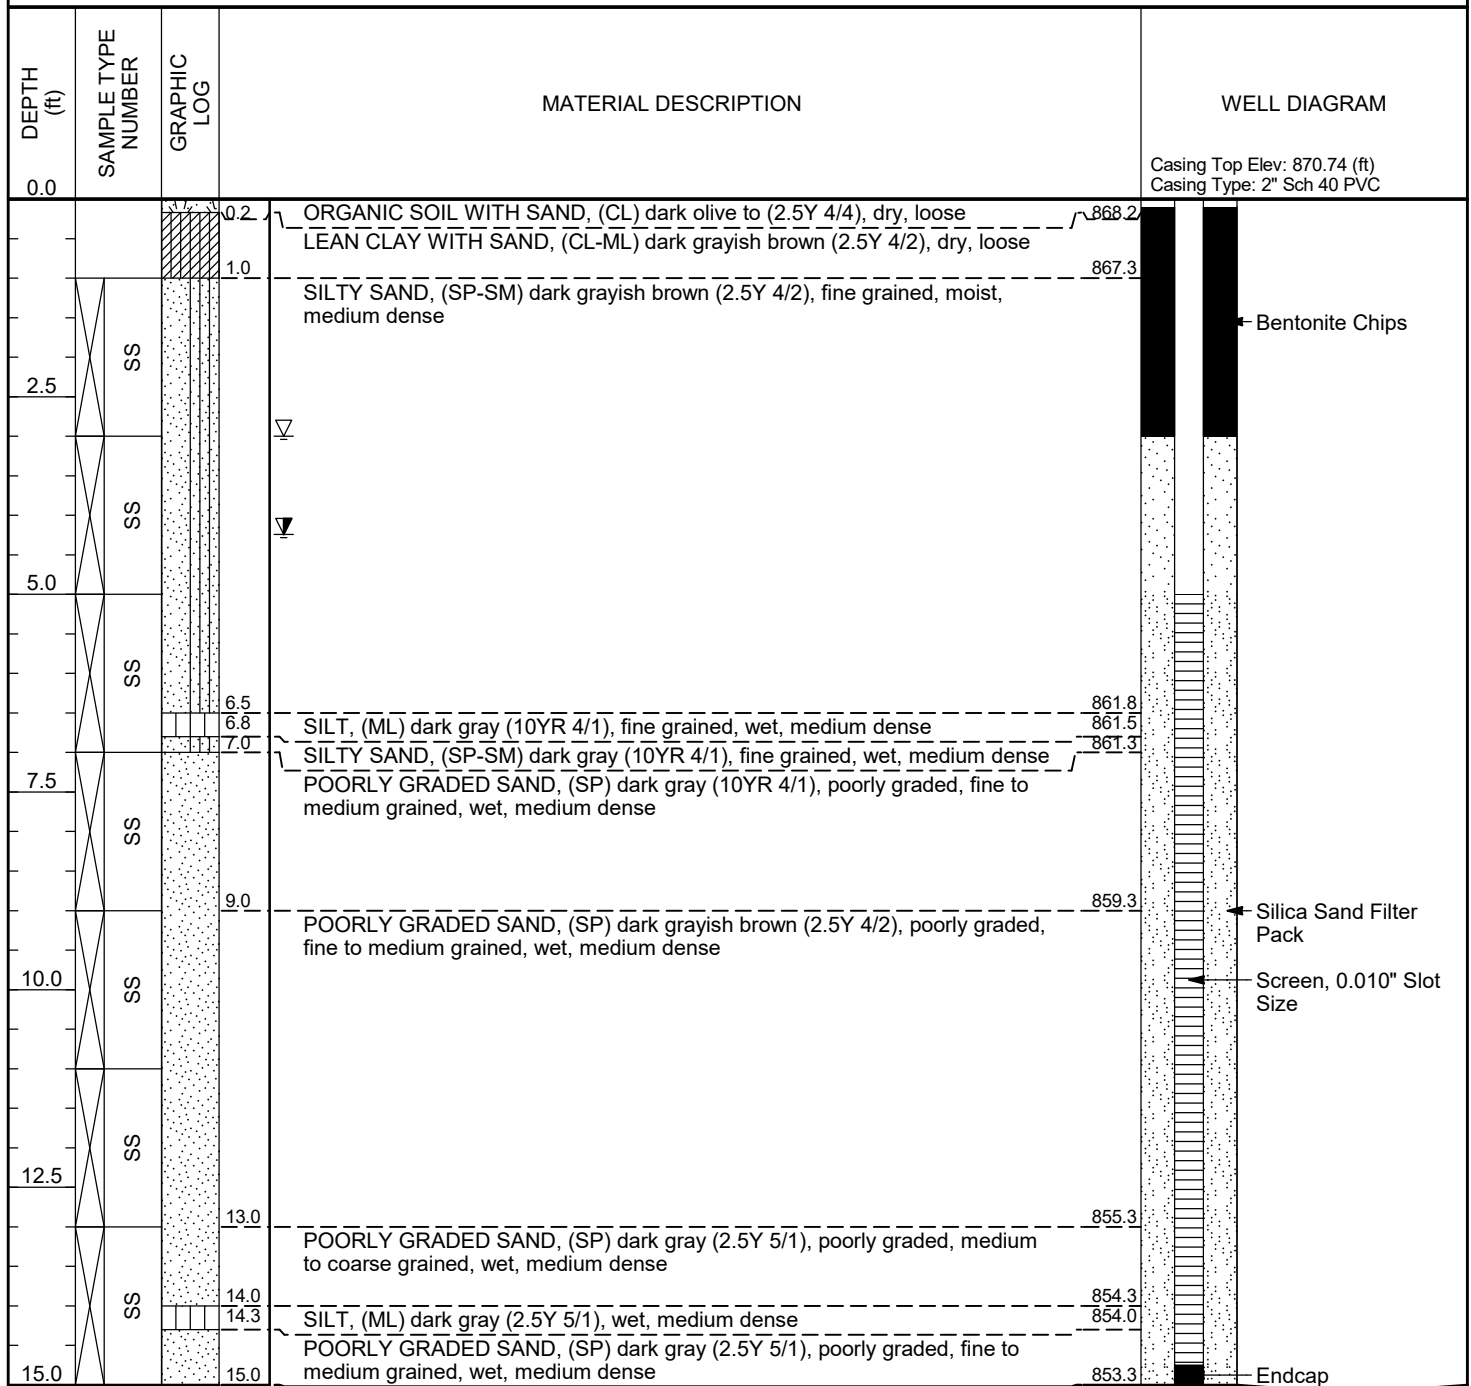 DEPTH
(ft)
SAMPLE TYPE
NUMBER
GRAPHIC
LOG
MATERIAL DESCRIPTION
WELL DIAGRAM
Casing Top Elev: 870.74 (ft)
Casing Type: 2" Sch 40 PVC
0.0
0.2 ORGANIC SOIL WITH SAND, (CL) dark olive to (2.5Y 4/4), dry, loose 868.2
LEAN CLAY WITH SAND, (CL-ML) dark grayish brown (2.5Y 4/2), dry, loose
1.0 867.3
SILTY SAND, (SP-SM) dark grayish brown (2.5Y 4/2), fine grained, moist,
medium dense
Bentonite Chips
SS
2.5
SS
5.0
SS
6.5 861.8
6.8 SILT, (ML) dark gray (10YR 4/1), fine grained, wet, medium dense 861.5
7.0 861.3
SILTY SAND, (SP-SM) dark gray (10YR 4/1), fine grained, wet, medium dense
7.5
POORLY GRADED SAND, (SP) dark gray (10YR 4/1), poorly graded, fine to
medium grained, wet, medium dense
SS
9.0 859.3
POORLY GRADED SAND, (SP) dark grayish brown (2.5Y 4/2), poorly graded,
fine to medium grained, wet, medium dense
Silica Sand Filter
Pack
10.0
SS
Screen, 0.010" Slot
Size
SS
12.5
13.0 855.3
POORLY GRADED SAND, (SP) dark gray (2.5Y 5/1), poorly graded, medium
to coarse grained, wet, medium dense
SS
14.0 854.3
14.3 SILT, (ML) dark gray (2.5Y 5/1), wet, medium dense 854.0
POORLY GRADED SAND, (SP) dark gray (2.5Y 5/1), poorly graded, fine to
medium grained, wet, medium dense
15.0 15.0 853.3
Endcap